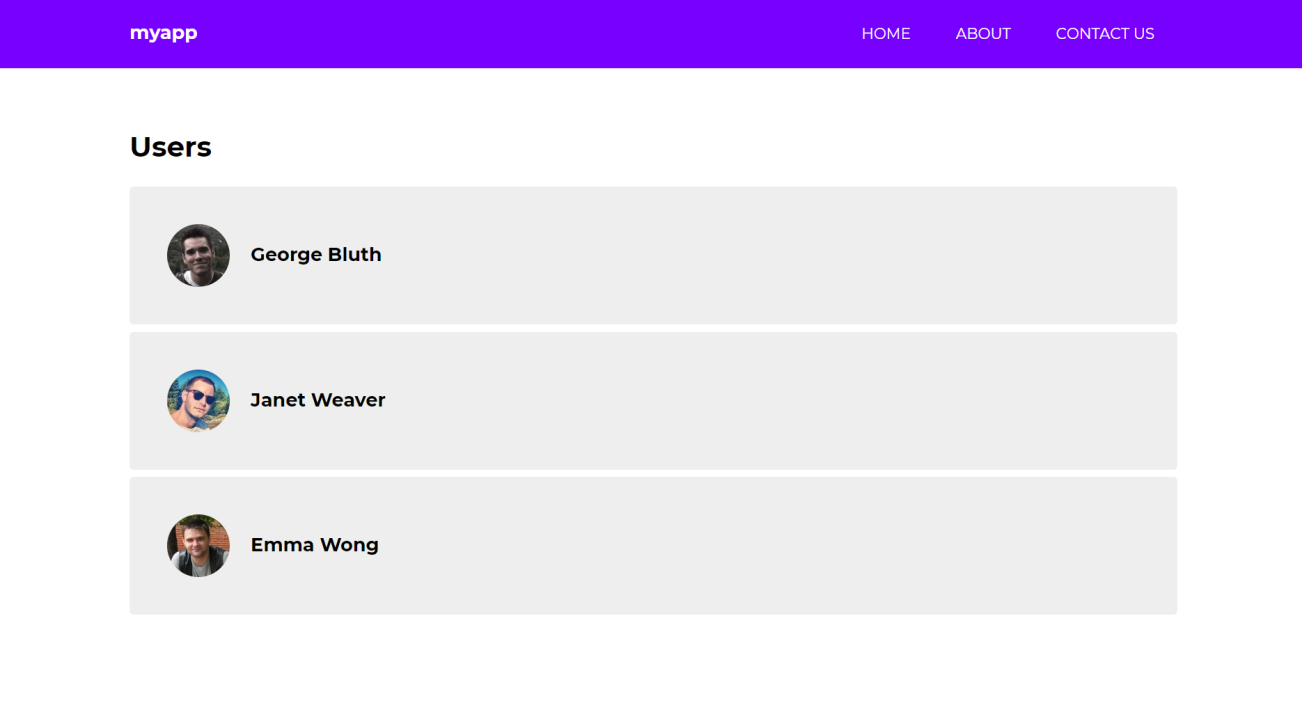 myapp HOME ABOUT CONTACT US
Users
George Bluth
Janet Weaver
Emma Wong